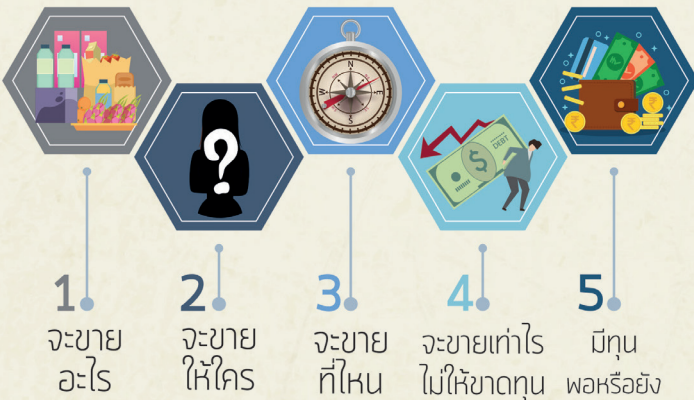 1
จะขาย
อะไร
2
จะขาย
ให้ใคร
3
จะขาย
ที่ไหน
4
จะขายเท่าไร
ไม่ให้ขาดทุน
5
มีทุน
พอหรือยัง
?
N
E
S
W
$
DEBT